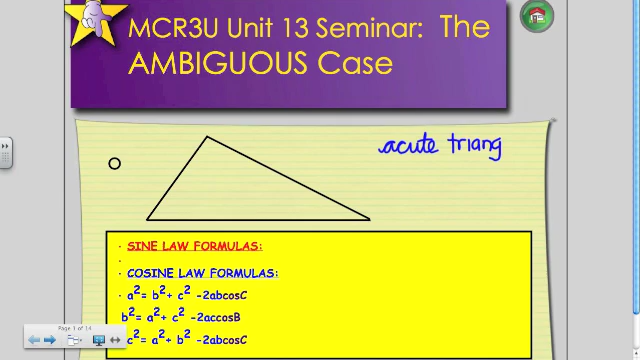 MCR3U Unit 13 Seminar: The
AMBIGUOUS Case
acute triang
· SINE LAW FORMULAS:
·
· COSINE LAW FORMULAS:
· a²= b²+ c² -2abcosC
b²= a²+ c² -2accosB
c²= a²+ b² -2abcosC
Page 1 of 14